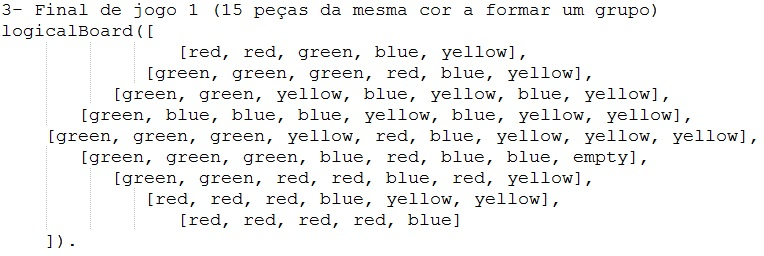 3- Final de jogo 1 (15 peças da mesma cor a formar um grupo)
logicalBoard([
[red, red, green, blue, yellow],
[green, green, green, red, blue, yellow],
[green, green, yellow, blue, yellow, blue, yellow],
[green, blue, blue, blue, yellow, blue, yellow, yellow],
[green, green, green, yellow, red, blue, yellow, yellow, yellow],
[green, green, green, blue, red, blue, blue, empty],
[green, green, red, red, blue, red, yellow],
[red, red, red, blue, yellow, yellow],
[red, red, red, red, blue]
]).